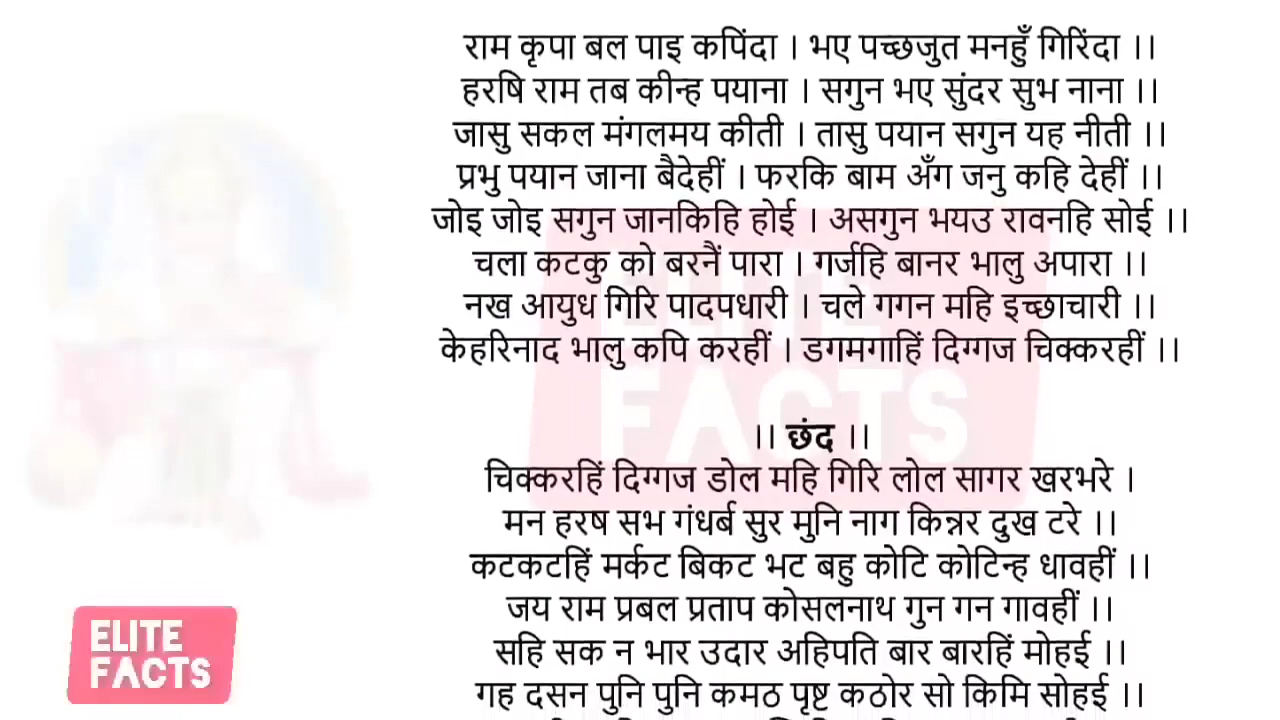 राम कृपा बल पाइ कपिंदा । भए पच्छजुत मनहुँ गिरिंदा ।।
हरषि राम तब कीन्ह पयाना । सगुन भए सुंदर सुभ नाना ।।
जासु सकल मंगलमय कीती । तासु पयान सगुन यह नीती ।।
प्रभु पयान जाना बैदेहीं । फरकि बाम अँग जनु कहि देहीं ।।
जोइ जोइ सगुन जानकिहि होई । असगुन भयउ रावनहि सोई ।।
चला कटकु को बरनैं पारा । गर्जहि बानर भालु अपारा ।।
नख आयुध गिरि पादपधारी । चले गगन महि इच्छाचारी ।।
केहरिनाद भालु कपि करहीं । डगमगाहिं दिग्गज चिक्करहीं ।।
।। छंद ।।
चिक्करहिं दिग्गज डोल महि गिरि लोल सागर खरभरे ।
मन हरष सभ गंधर्ब सुर मुनि नाग किन्नर दुख टरे ।।
कटकटहिं मर्कट बिकट भट बहु कोटि कोटिन्ह धावहीं ।।
जय राम प्रबल प्रताप कोसलनाथ गुन गन गावहीं ।।
सहि सक न भार उदार अहिपति बार बारहिं मोहई ।।
गह दसन पुनि पुनि कमठ पृष्ट कठोर सो किमि सोहई ।।
ELITE
FACTS
ELITE
FACTS